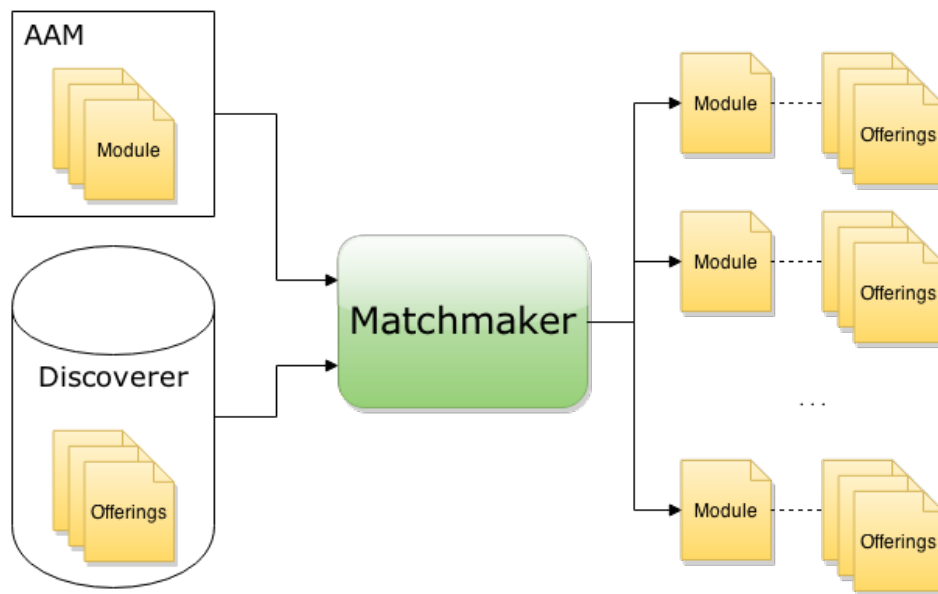 AAM
Module
Discoverer
Offerings
Matchmaker
Module
Offerings
Module
Offerings
...
Module
Offerings